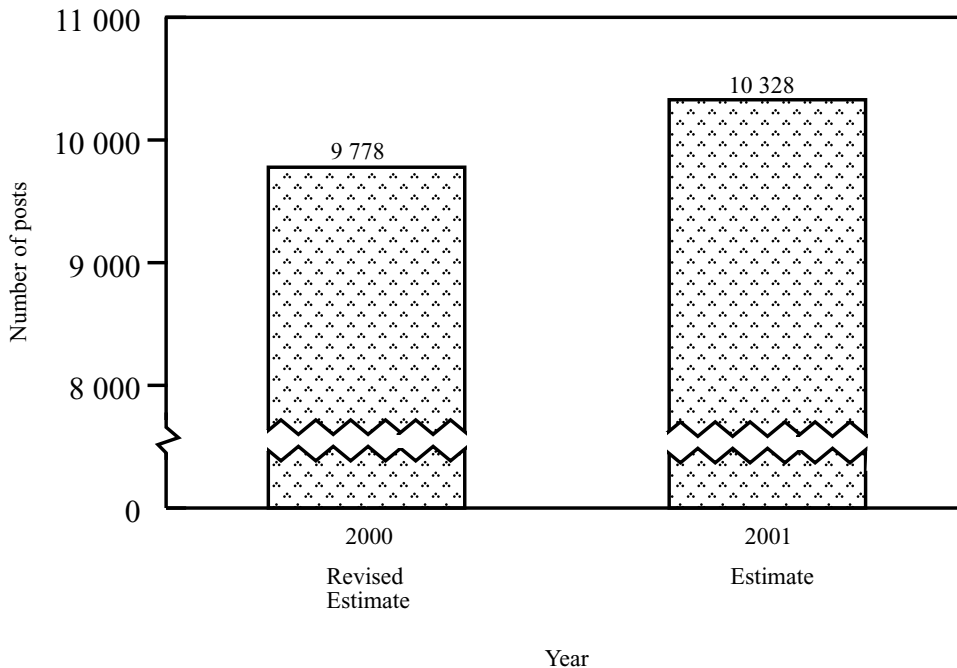 Number of posts
11 000
10 000
9 000
8 000
0
9 778
10 328
2000
Revised
Estimate
2001
Estimate
Year